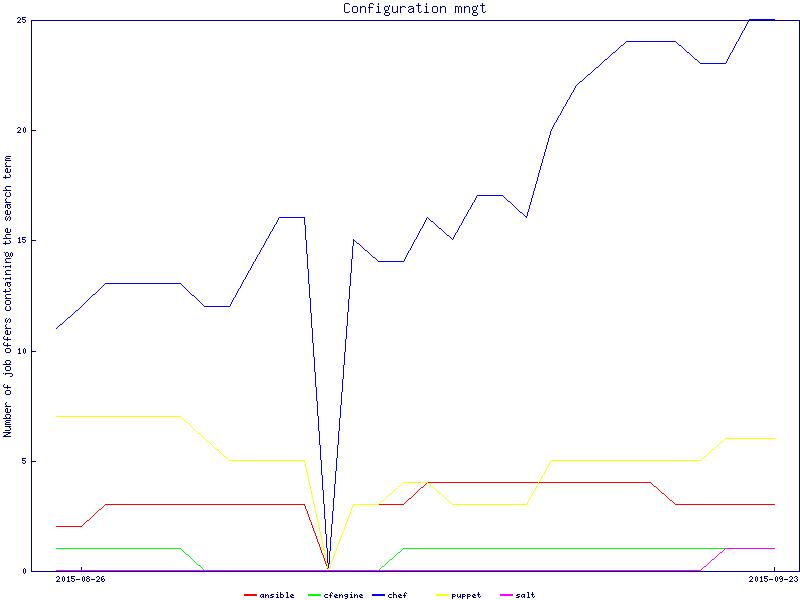 Configuration mngt
Number of job offers containing the search term
25
20
15
10
5
0
2015-08-26 2015-09-23
ansible cfengine chef puppet salt